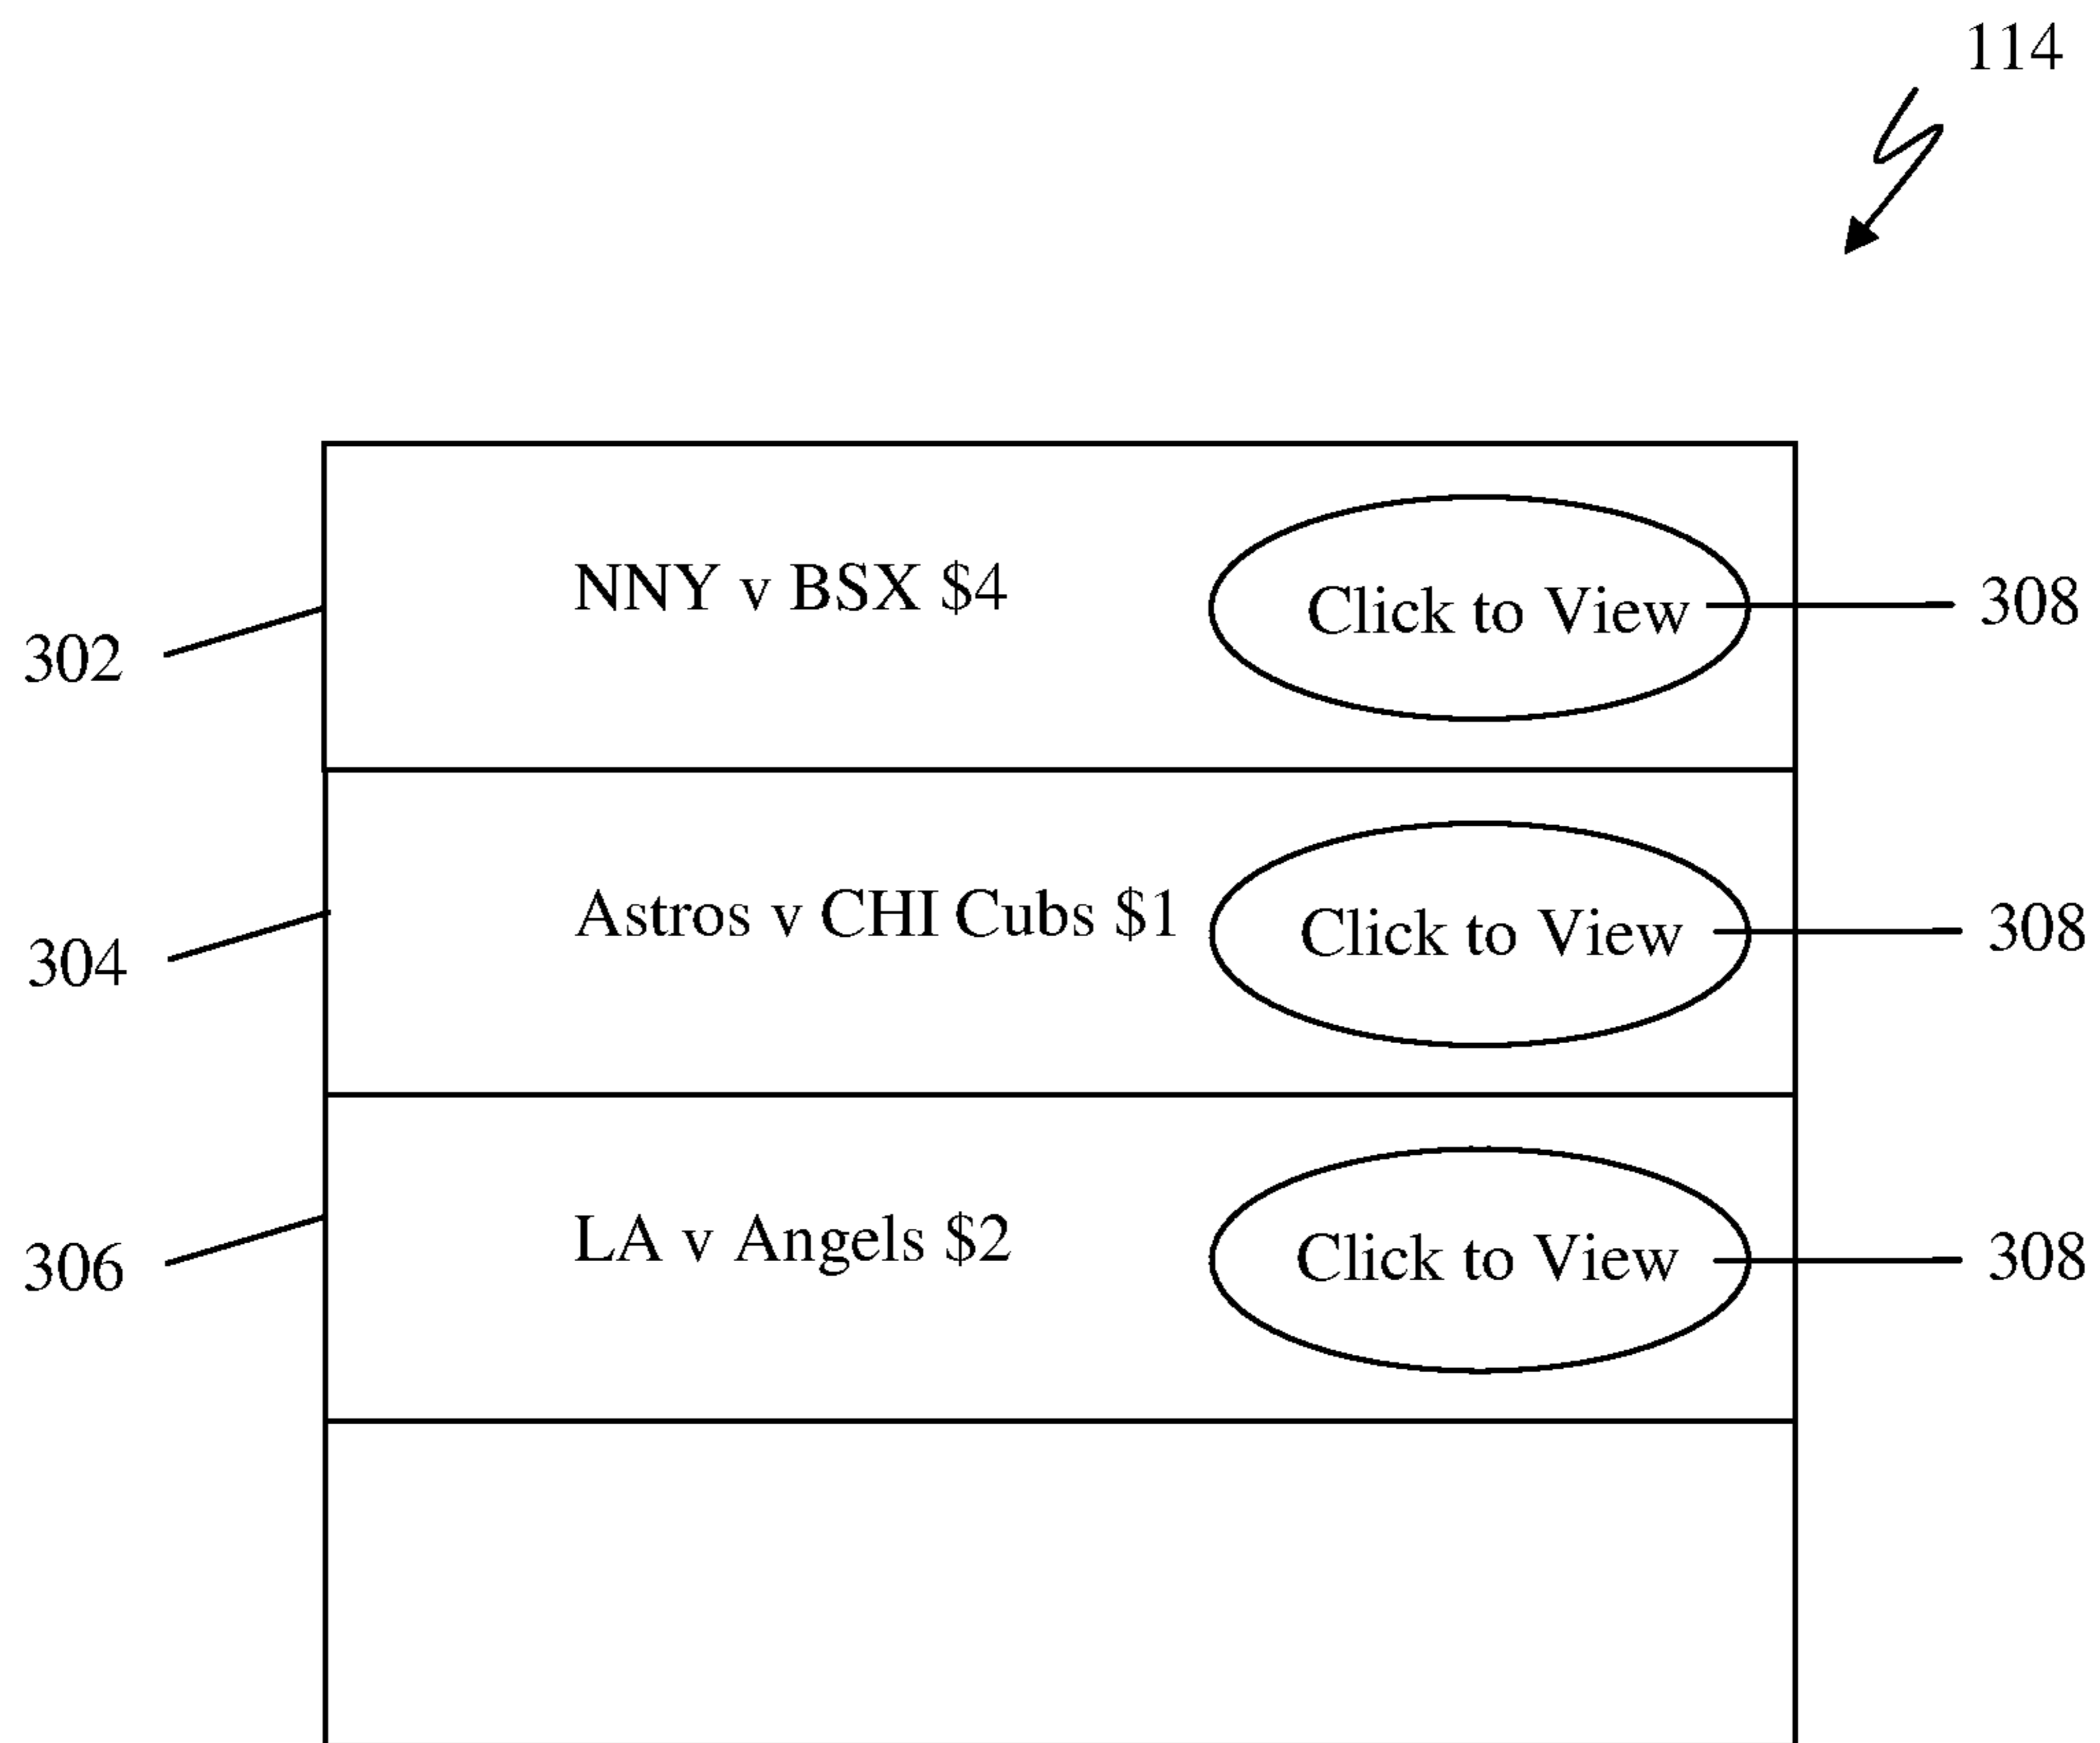 114
NNY v BSX $4
Click to View
308
302
Astros v CHI Cubs $1
Click to View
308
304
LA v Angels $2
Click to View
308
306